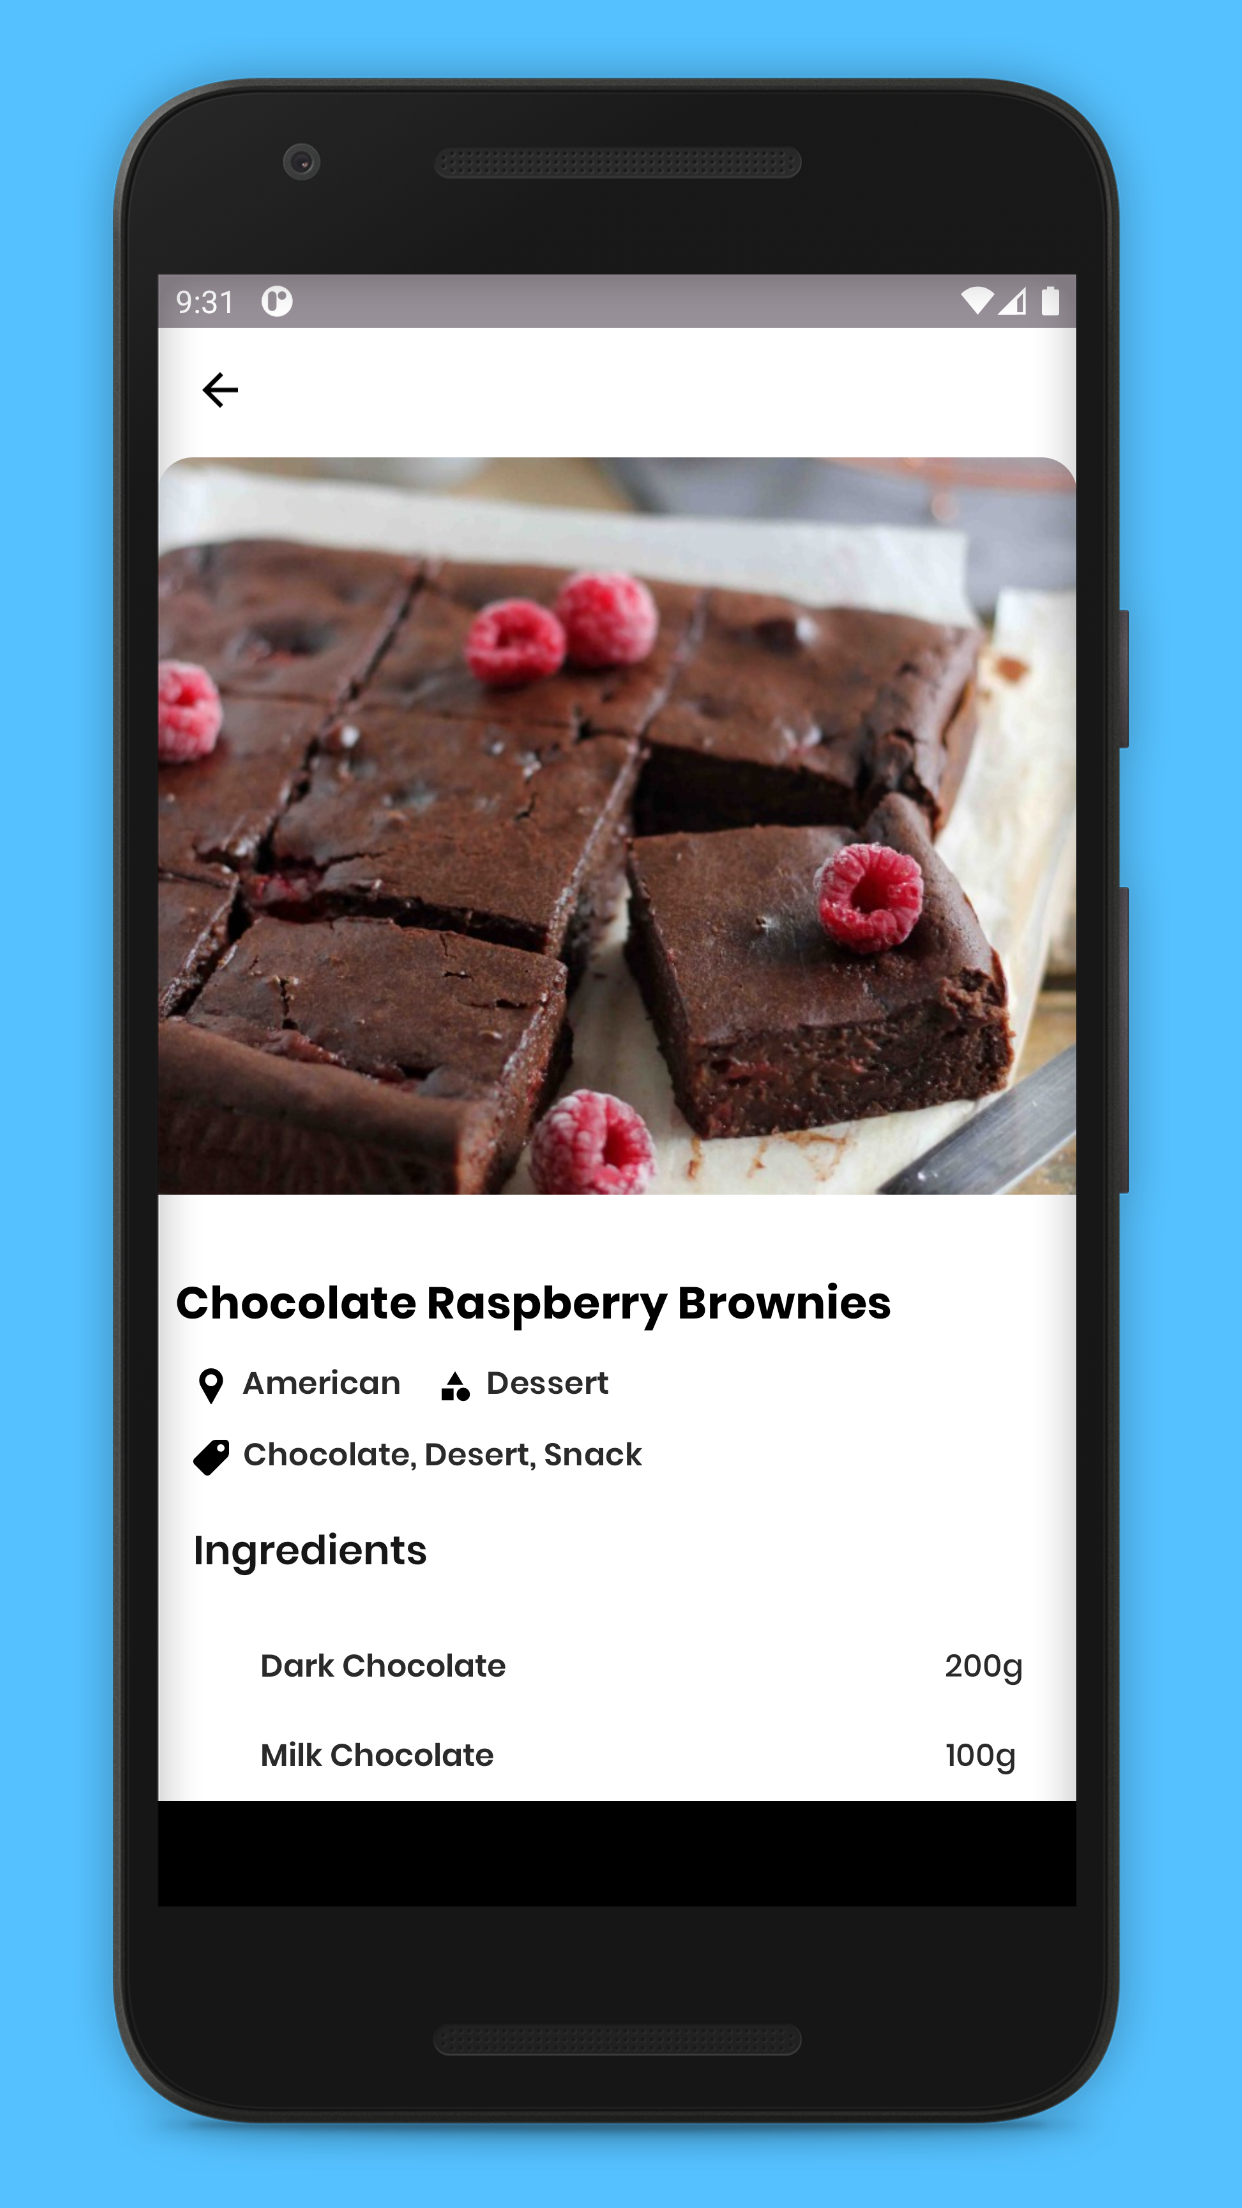 9:31
Chocolate Raspberry Brownies
American Dessert
Chocolate, Desert, Snack
Ingredients
Dark Chocolate 200g
Milk Chocolate 100g